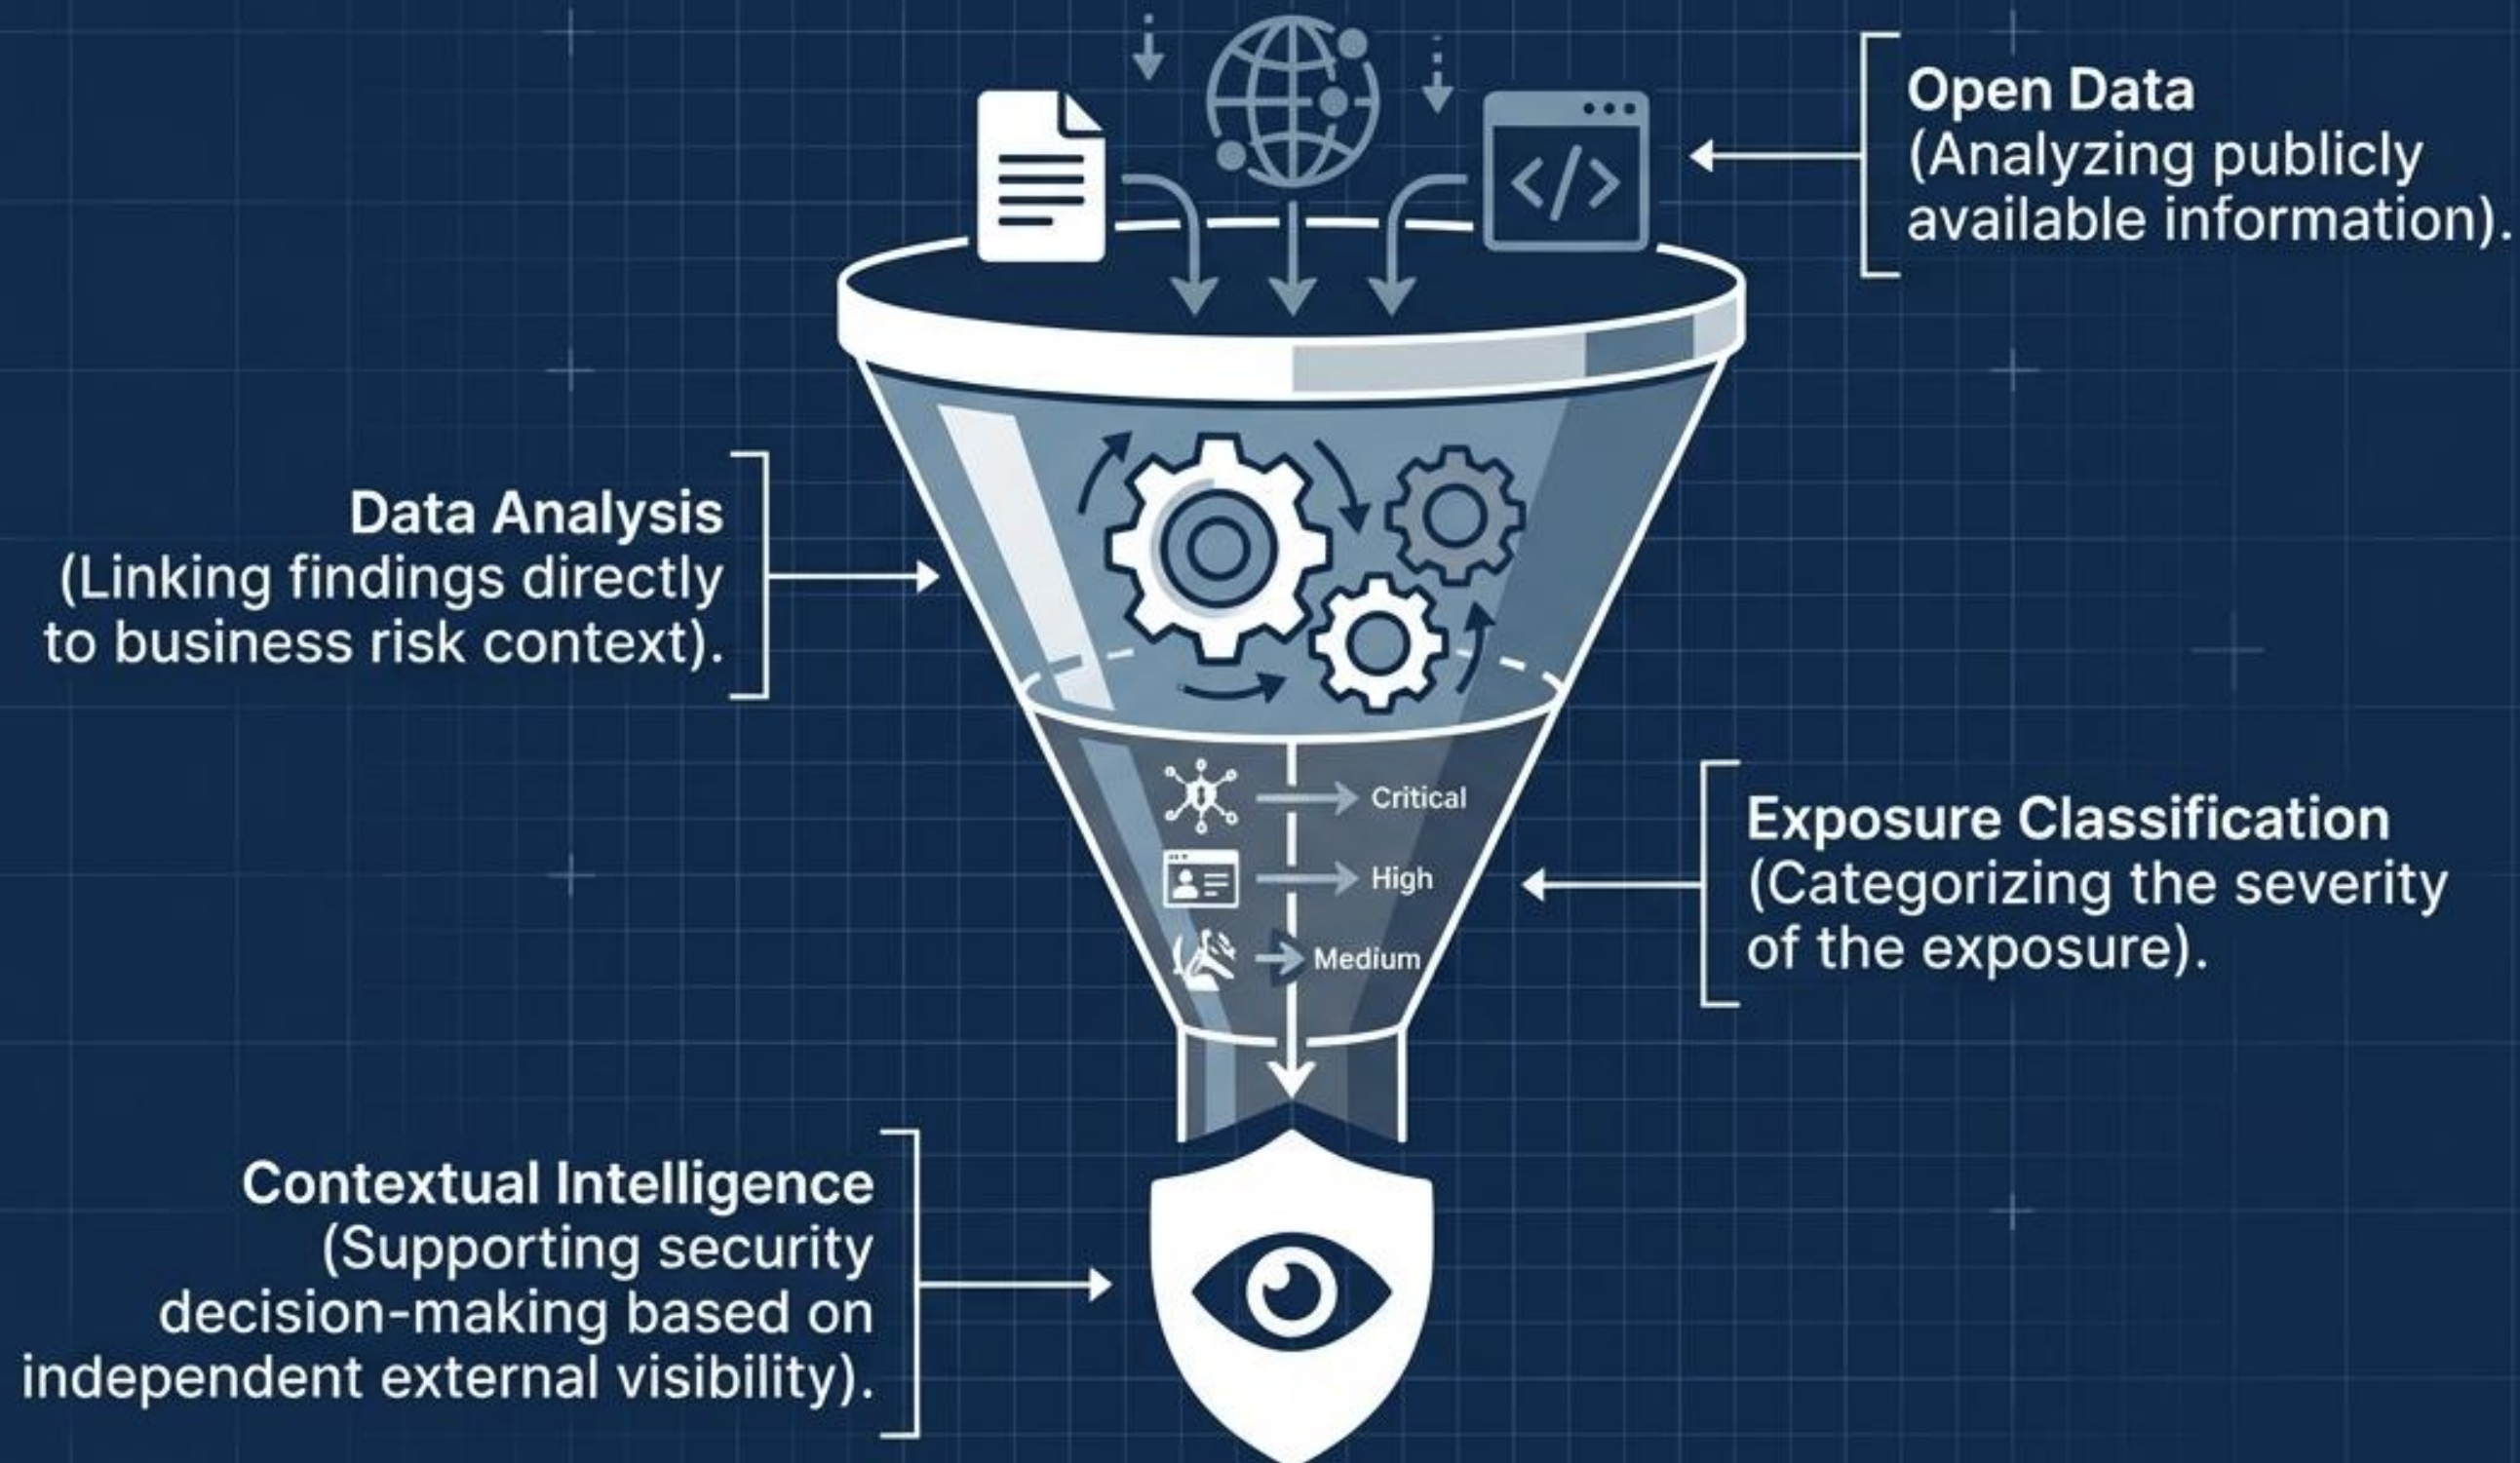 Open Data
(Analyzing publicly
available information).
Data Analysis
(Linking findings directly
to business risk context).
Critical
High
Medium
Exposure Classification
(Categorizing the severity
of the exposure).
Contextual Intelligence
(Supporting security
decision-making based on
independent external visibility).